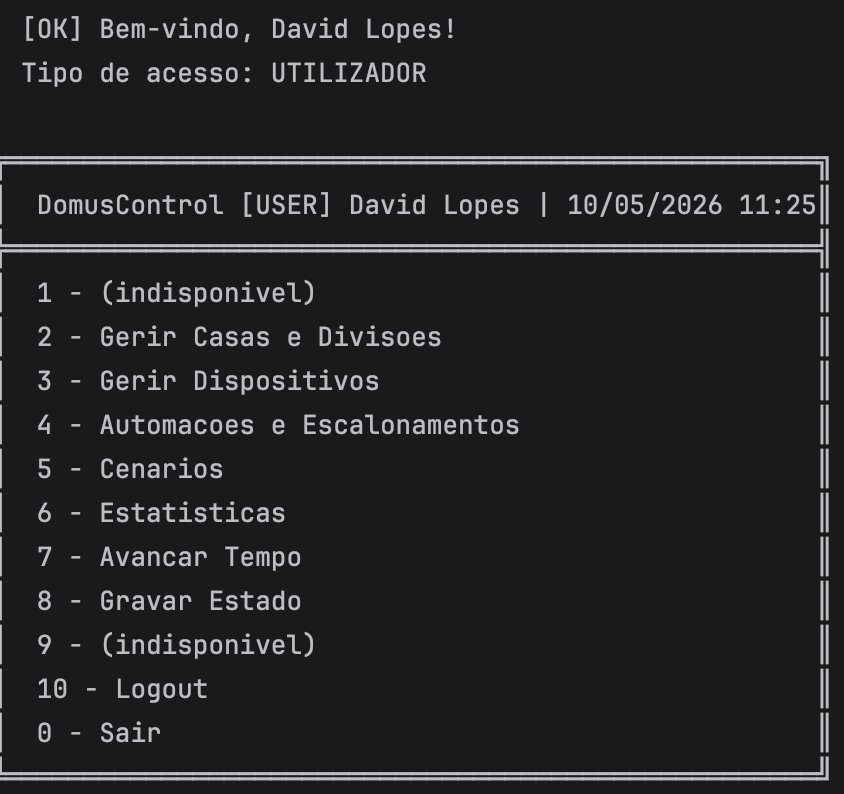 [OK] Bem-vindo, David Lopes!
Tipo de acesso: UTILIZADOR
DomusControl [USER] David Lopes | 10/05/2026 11:25
1 - (indisponivel)
2 - Gerir Casas e Divisoes
3 - Gerir Dispositivos
4 - Automacoes e Escalonamentos
5 - Cenarios
6 - Estatisticas
7 - Avancar Tempo
8 - Gravar Estado
9 - (indisponivel)
10 - Logout
0 - Sair